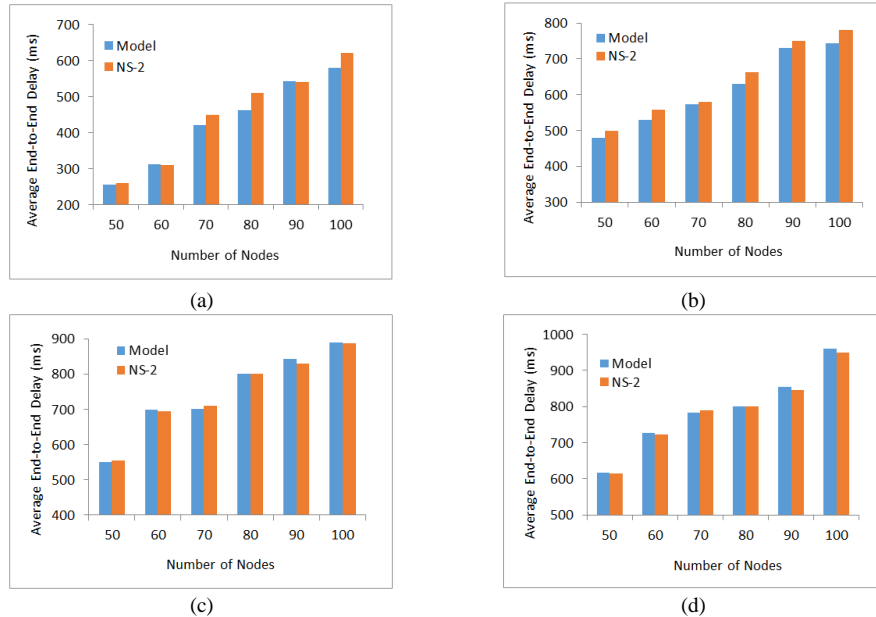 700
600
500
400
300
200
Average End-to-End Delay (ms)
Model
NS-2
50 60 70 80 90 100
Number of Nodes
(a)
800
700
600
500
400
300
Average End-to-End Delay (ms)
Model
NS-2
50 60 70 80 90 100
Number of Nodes
(b)
900
800
700
600
500
400
Average End-to-End Delay (ms)
Model
NS-2
50 60 70 80 90 100
Number of Nodes
(c)
1000
900
800
700
600
500
Average End-to-End Delay (ms)
Model
NS-2
50 60 70 80 90 100
Number of Nodes
(d)